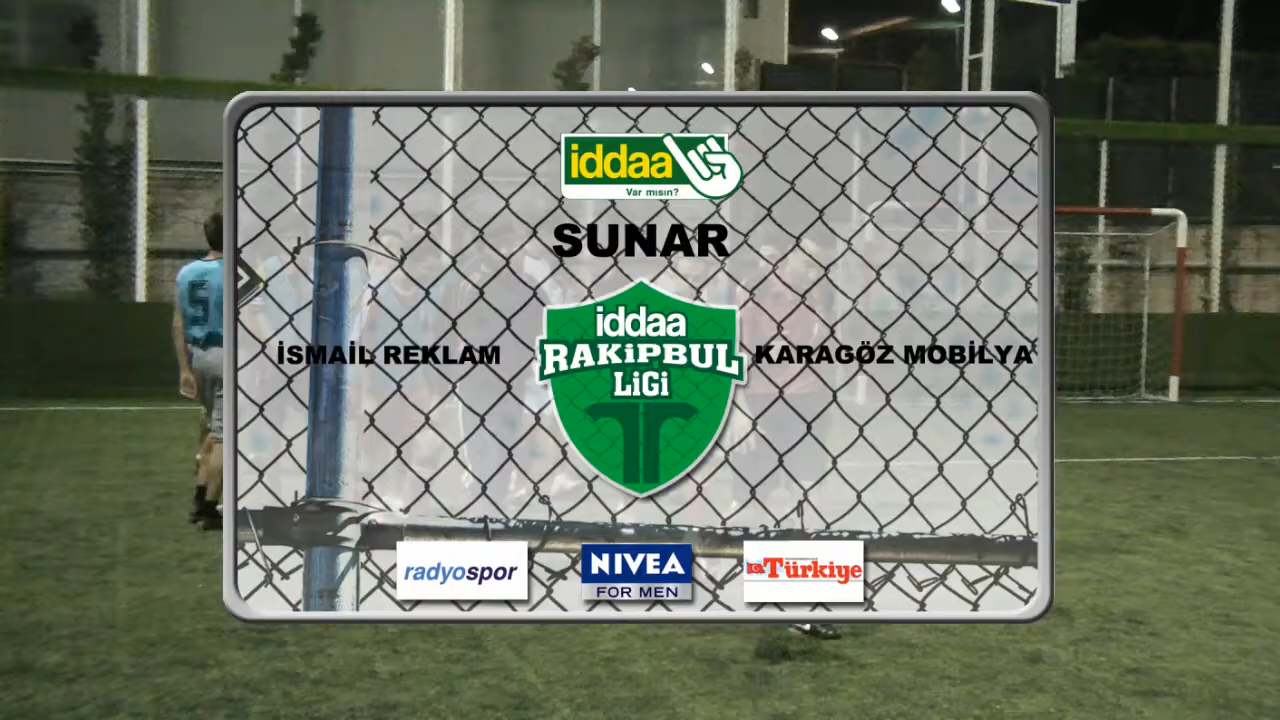 iddaa
Var mısın?
SUNAR
iddaa
RAKİPBUL
LİGİ
İSMAİL REKLAM
KARAGÖZ MOBİLYA
5
radyospor
NIVEA
FOR MEN
Türkiye